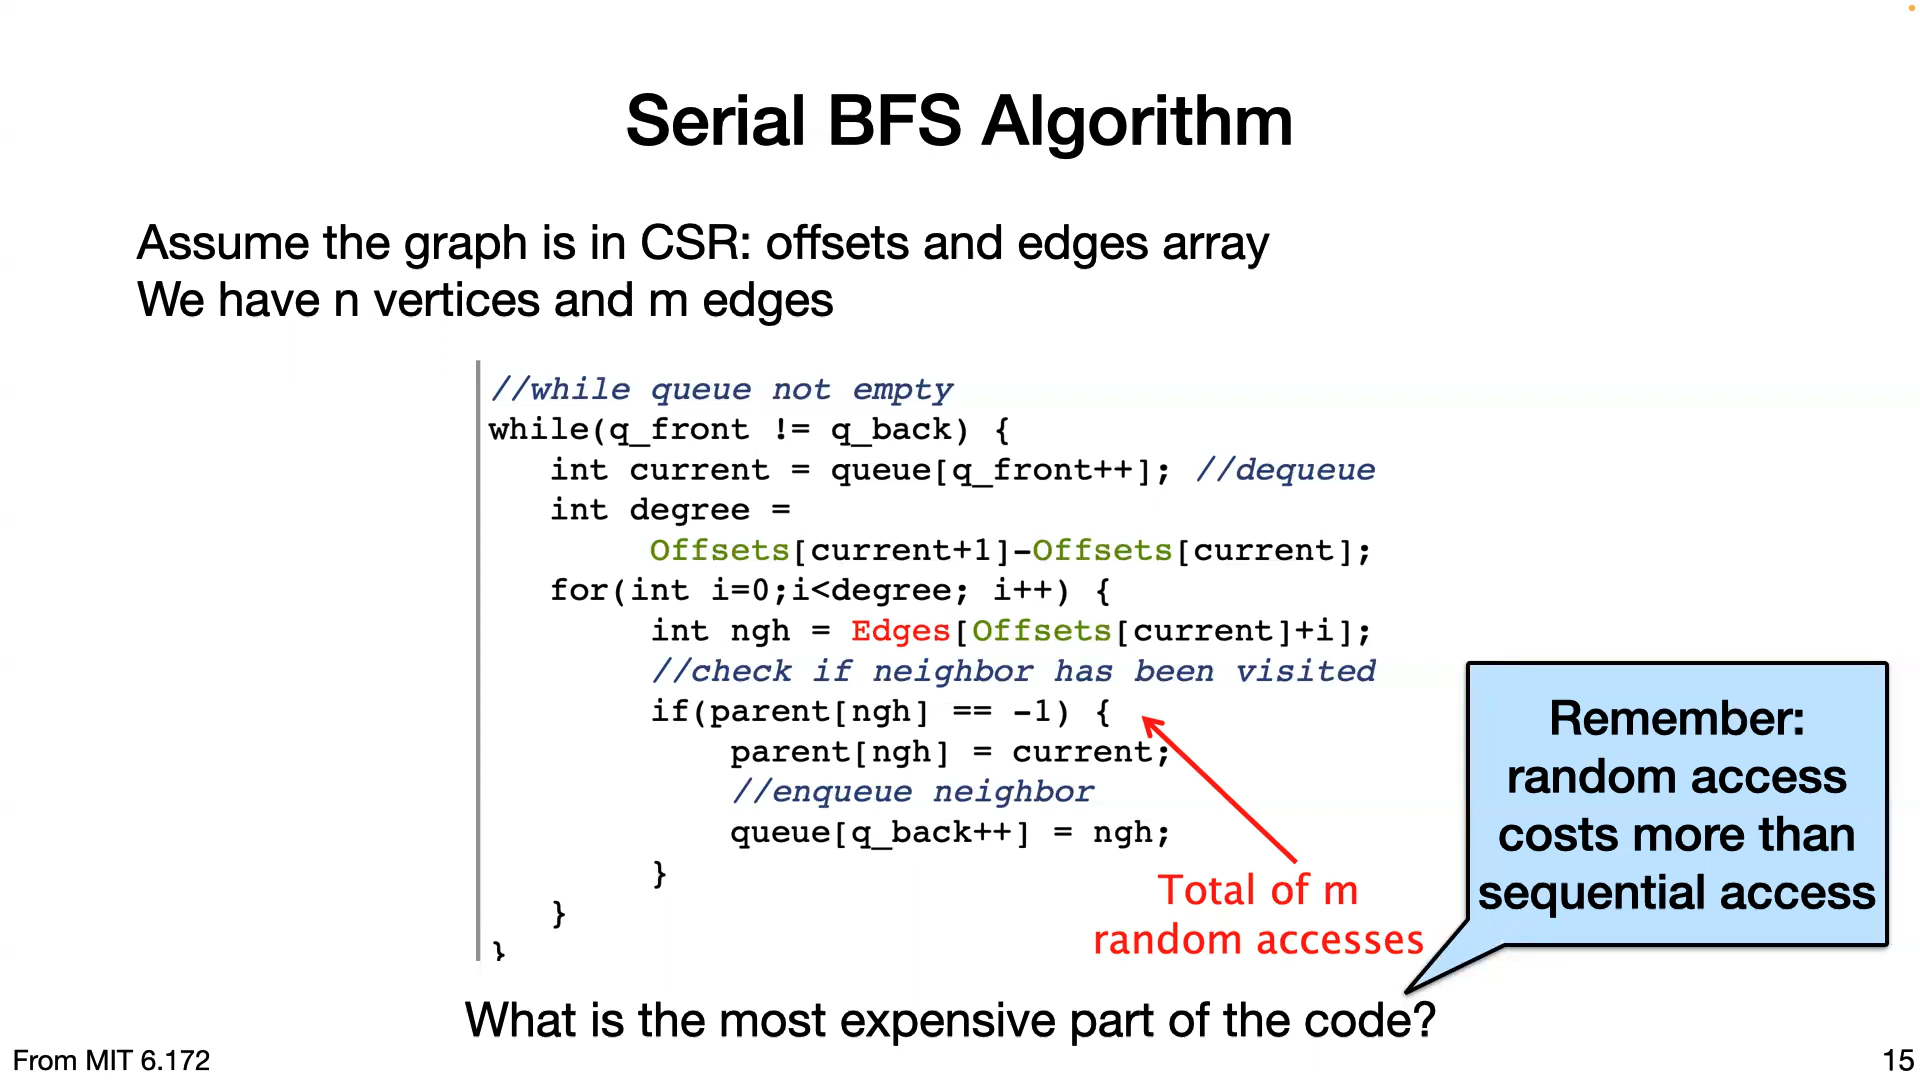 Serial BFS Algorithm
Assume the graph is in CSR: offsets and edges array
We have n vertices and m edges
//while queue not empty
while(q_front != q_back) {
int current = queue[q_front++]; //dequeue
int degree =
Offsets[current+1]-Offsets[current];
for(int i=0;i<degree; i++) {
int ngh = Edges[Offsets[current]+i];
//check if neighbor has been visited
if(parent[ngh] == -1) {
parent[ngh] = current;
//enqueue neighbor
queue[q_back++] = ngh;
}
}
}
Total of m
random accesses
Remember:
random access
costs more than
sequential access
What is the most expensive part of the code?
From MIT 6.172
15